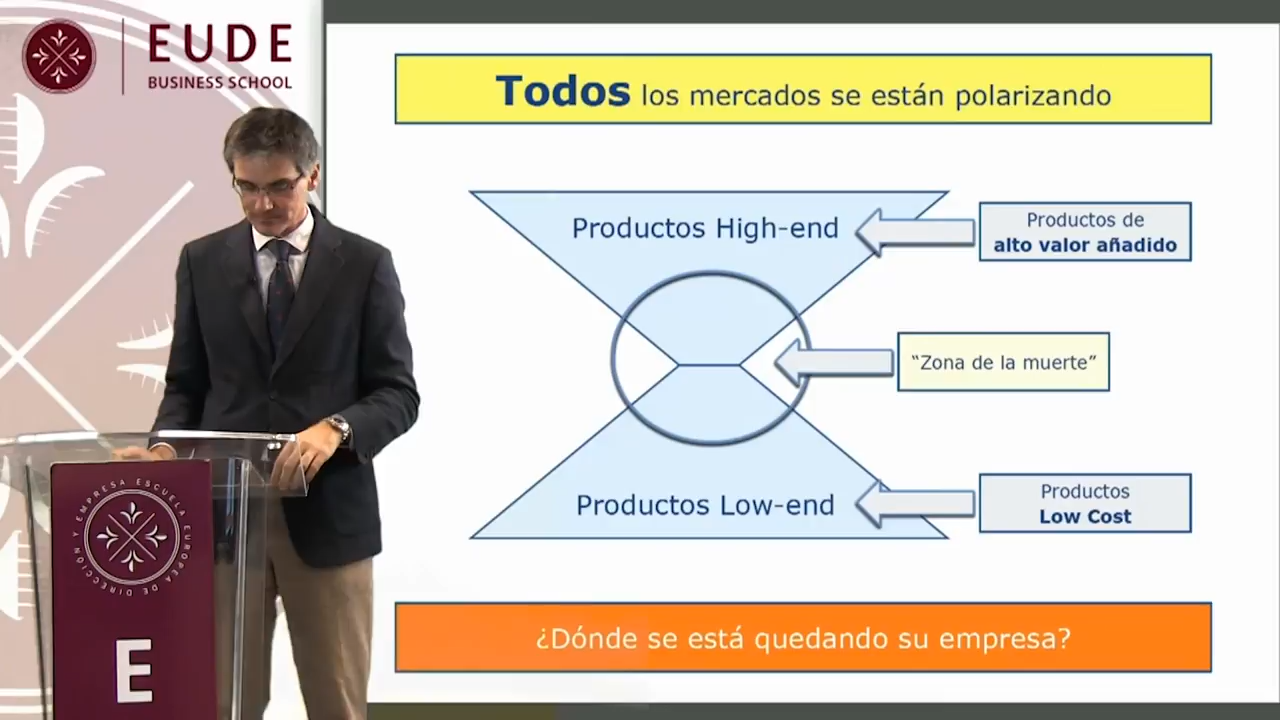 EUDE
BUSINESS SCHOOL
Todos los mercados se están polarizando
Productos High-end
Productos de
alto valor añadido
“Zona de la muerte”
Productos Low-end
Productos
Low Cost
¿Dónde se está quedando su empresa?
ESCUELA EUROPEA DE DIRECCIÓN Y EMPRESA
E